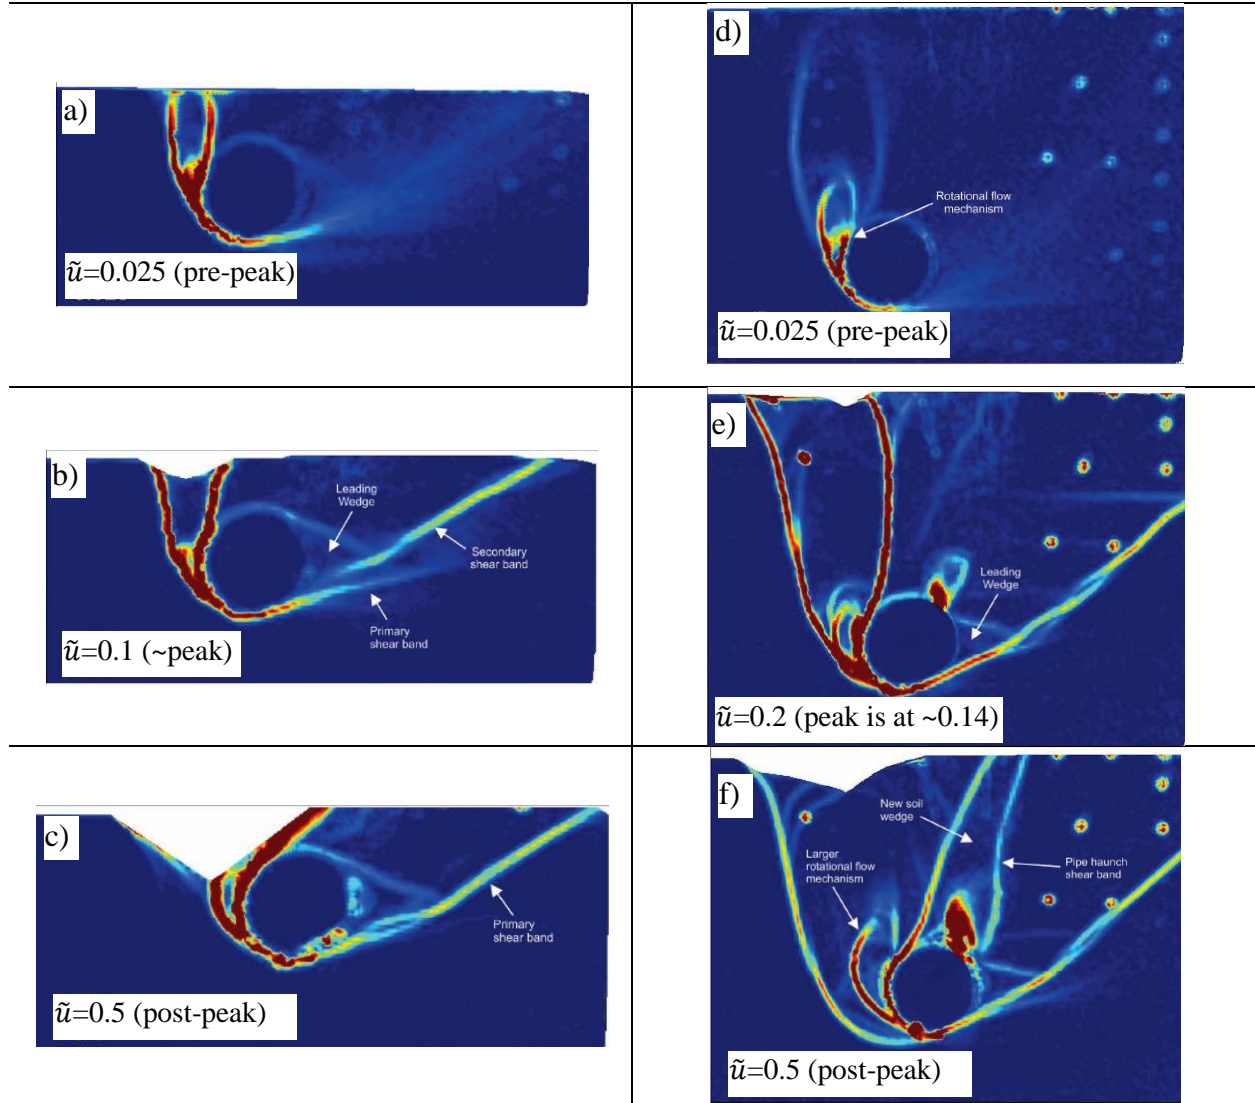 a)
ũ=0.025 (pre-peak)
d)
Rotational flow
mechanism
ũ=0.025 (pre-peak)
b)
Leading
Wedge
Secondary
shear band
Primary
shear band
ũ=0.1 (~peak)
e)
Leading
Wedge
ũ=0.2 (peak is at ~0.14)
c)
Primary
shear band
ũ=0.5 (post-peak)
f)
New soil
wedge
Larger
rotational flow
mechanism
Pipe haunch
shear band
ũ=0.5 (post-peak)